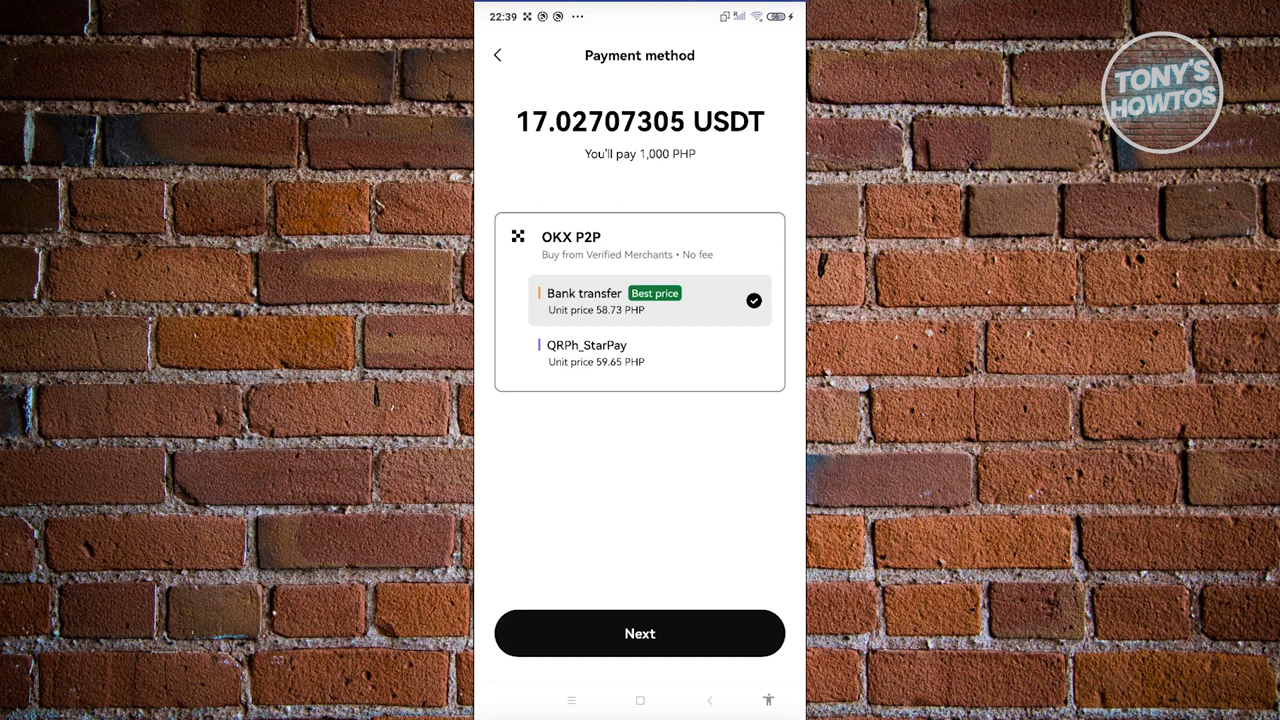 22:39
Payment method
TONY'S
HOWTOS
17.02707305 USDT
You'll pay 1,000 PHP
OKX P2P
Buy from Verified Merchants • No fee
Bank transfer Best price
Unit price 58.73 PHP
QRPh_StarPay
Unit price 59.65 PHP
Next